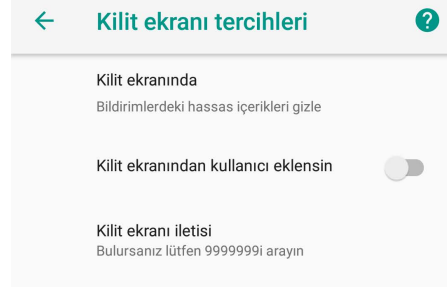 Kilit ekranı tercihleri
Kilit ekranında
Bildirimlerdeki hassas içerikleri gizle
Kilit ekranından kullanıcı eklensin
Kilit ekranı iletisi
Bulursanız lütfen 9999999i arayın